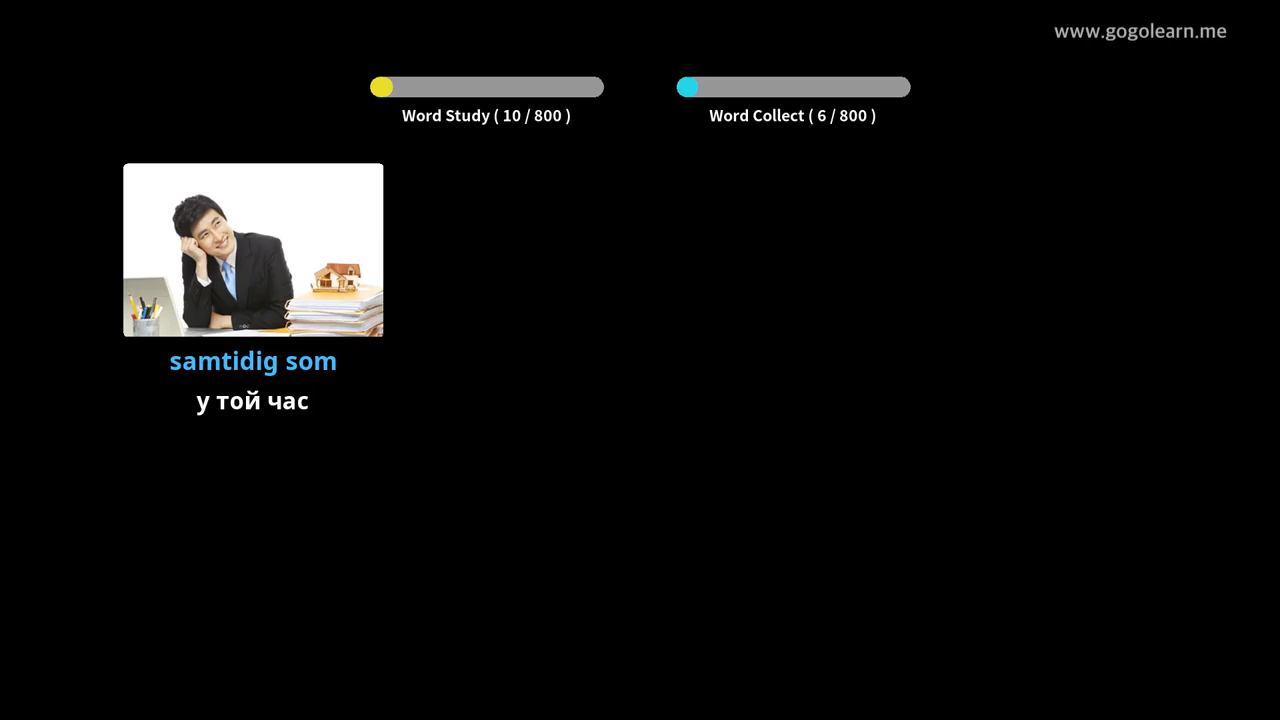 www.gogolearn.me
Word Study ( 10 / 800 )
Word Collect ( 6 / 800 )
samtidig som
у той час